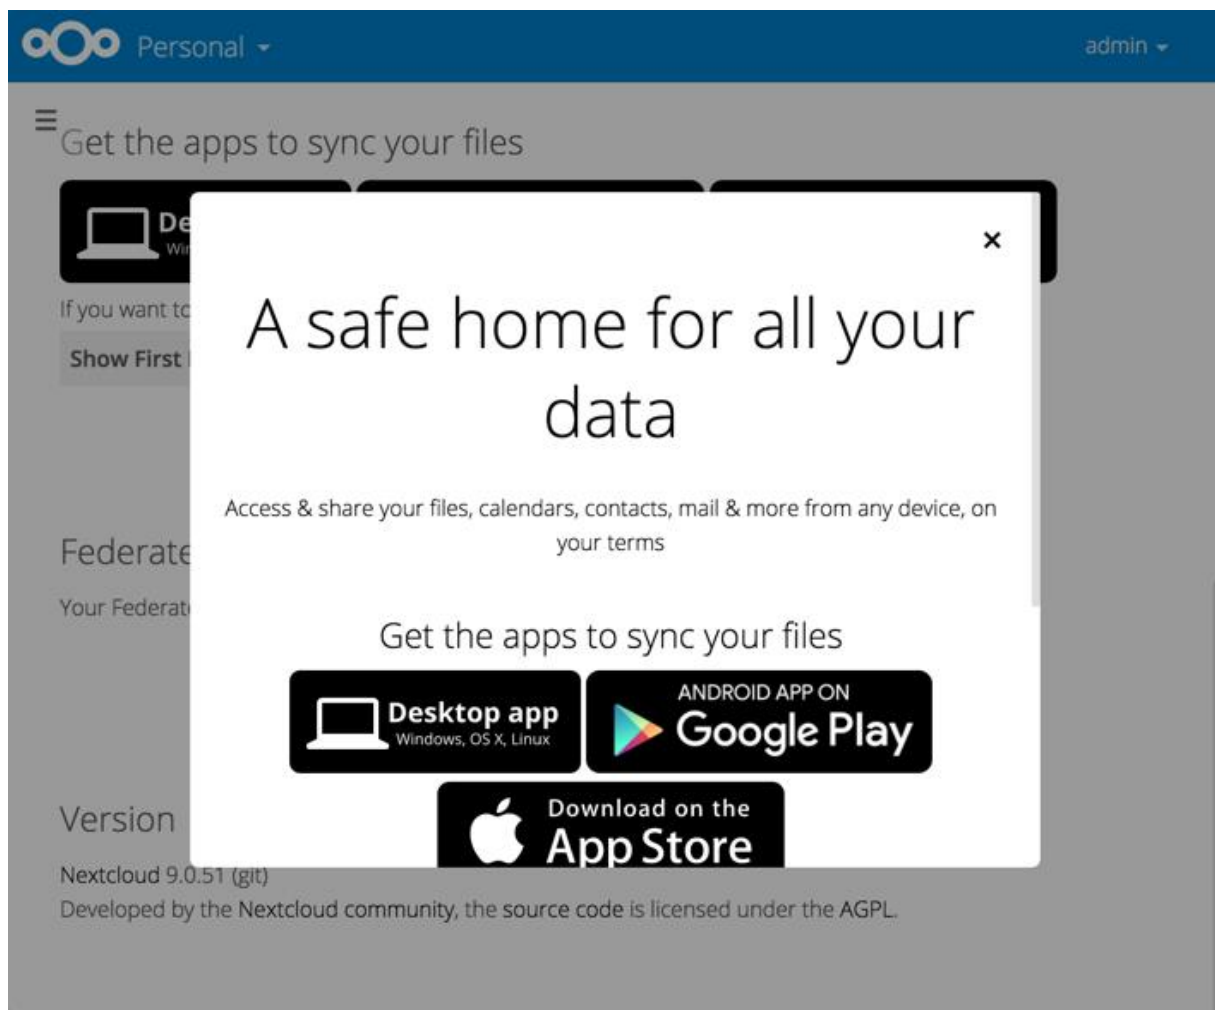 Personal
admin
Get the apps to sync your files
If you want to
Show First
Federate
Your Federat
A safe home for all your
data
Access & share your files, calendars, contacts, mail & more from any device, on
your terms
Get the apps to sync your files
Desktop app
Windows, OS X, Linux
ANDROID APP ON
Google Play
Download on the
App Store
Version
Nextcloud 9.0.51 (git)
Developed by the Nextcloud community, the source code is licensed under the AGPL.